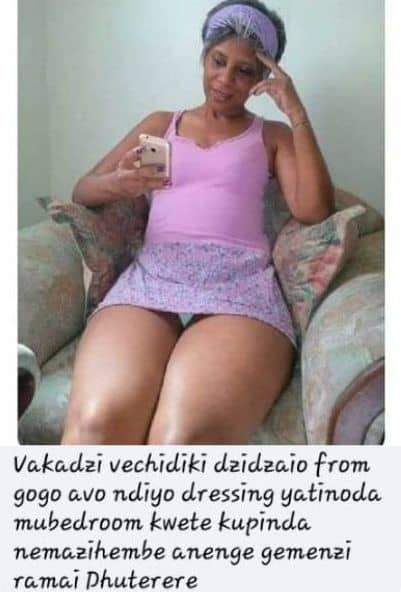 Vakadzi vechidiki dzidzaio from
gogo avo ndiyo dressing yatinoda
mubedroom kwete kupinda
nemazihembe anenge gemenzi
ramai Dhuterere